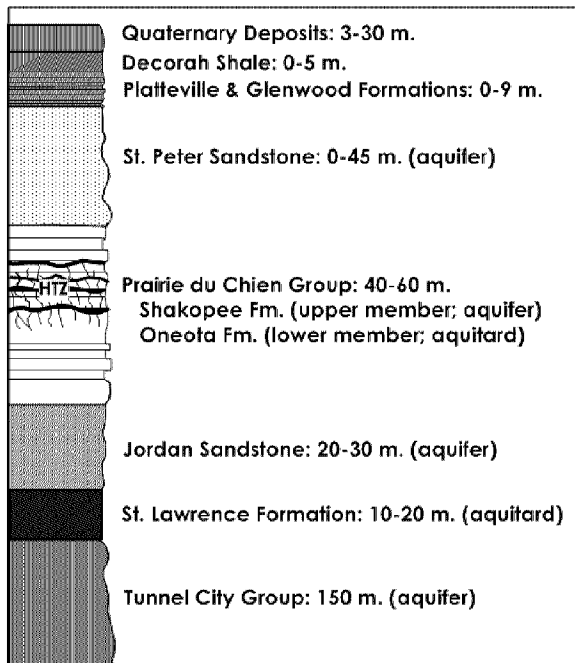 Quaternary Deposits: 3-30 m.
Decorah Shale: 0-5 m.
Platteville & Glenwood Formations: 0-9 m.
St. Peter Sandstone: 0-45 m. (aquifer)
HTZ
Prairie du Chien Group: 40-60 m.
Shakopee Fm. (upper member; aquifer)
Oneota Fm. (lower member; aquitard)
Jordan Sandstone: 20-30 m. (aquifer)
St. Lawrence Formation: 10-20 m. (aquitard)
Tunnel City Group: 150 m. (aquifer)